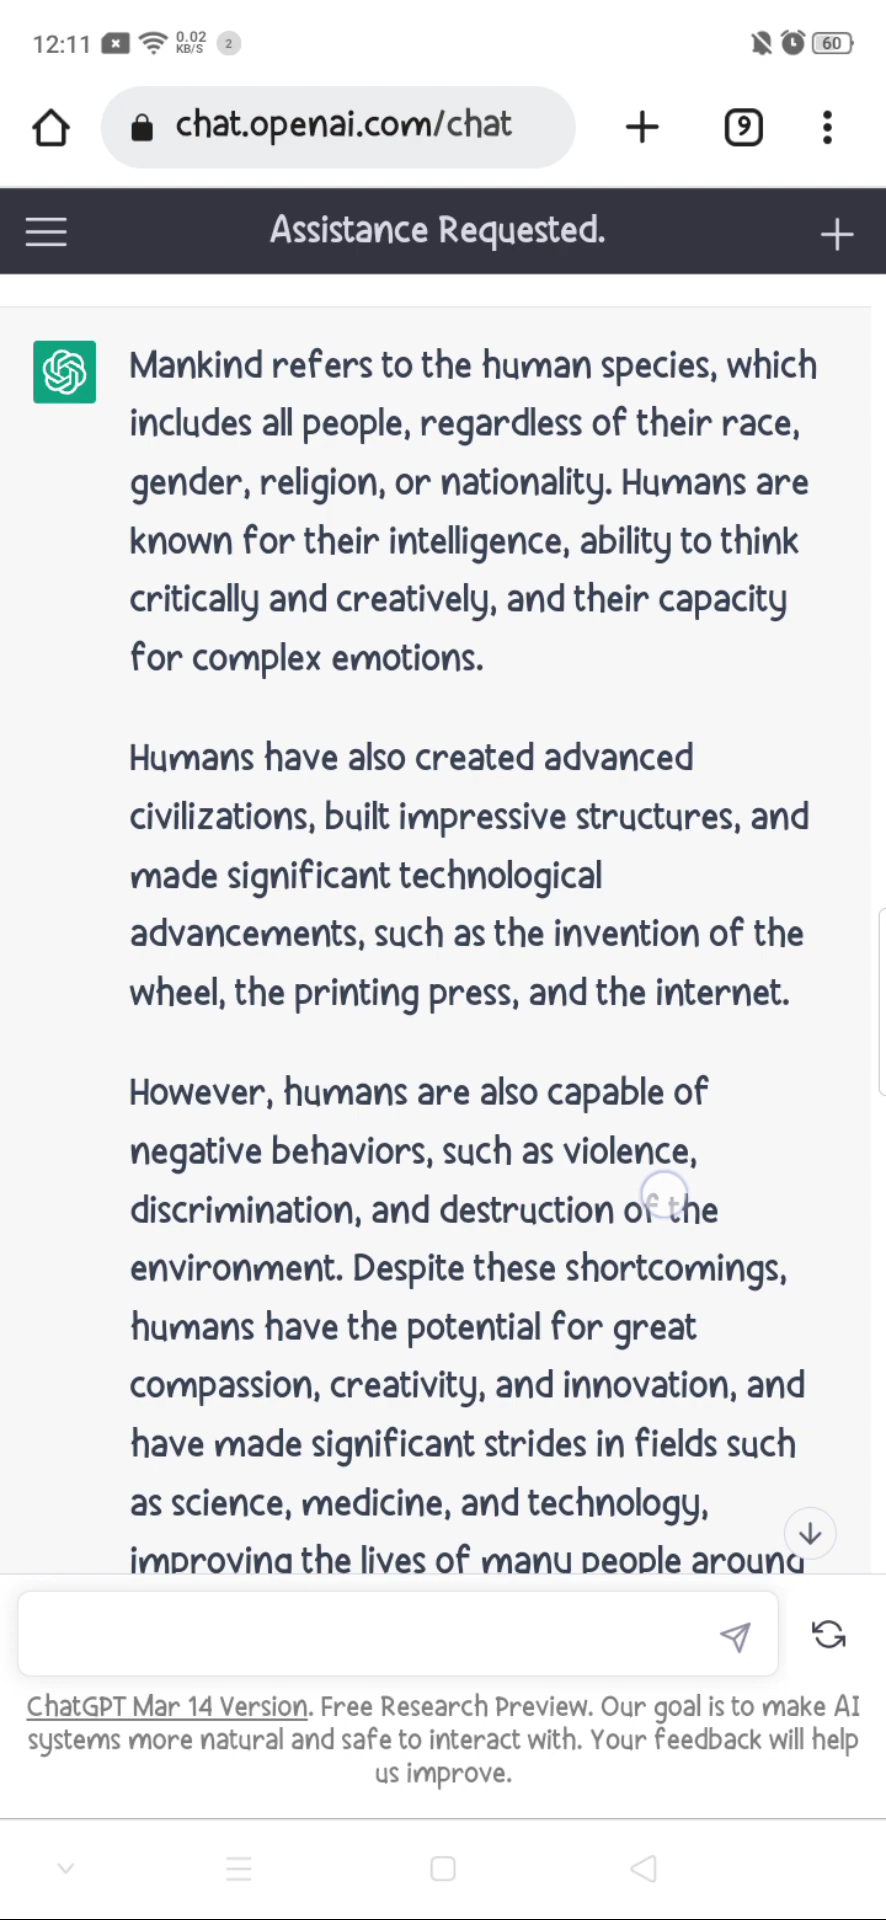 12:11 0.02 KB/S 2 60
chat.openai.com/chat 9
Assistance Requested.
Mankind refers to the human species, which
includes all people, regardless of their race,
gender, religion, or nationality. Humans are
known for their intelligence, ability to think
critically and creatively, and their capacity
for complex emotions.
Humans have also created advanced
civilizations, built impressive structures, and
made significant technological
advancements, such as the invention of the
wheel, the printing press, and the internet.
However, humans are also capable of
negative behaviors, such as violence,
discrimination, and destruction of the
environment. Despite these shortcomings,
humans have the potential for great
compassion, creativity, and innovation, and
have made significant strides in fields such
as science, medicine, and technology,
improving the lives of many people around
ChatGPT Mar 14 Version. Free Research Preview. Our goal is to make AI
systems more natural and safe to interact with. Your feedback will help
us improve.